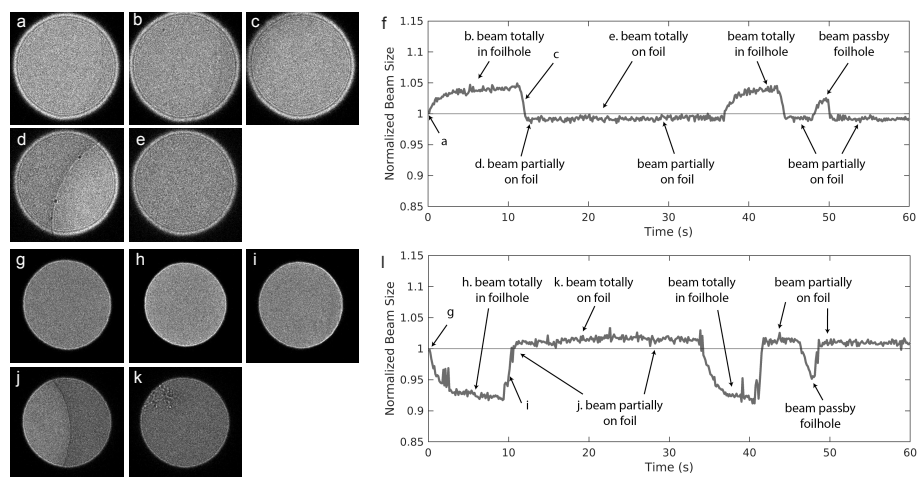 a
b
c
d
e
f
1.15
1.1
1.05
1
0.95
0.9
0.85
Normalized Beam Size
b. beam totally
in foilhole
c
e. beam totally
on foil
beam totally
in foilhole
beam passby
foilhole
a
d. beam partially
on foil
beam partially
on foil
beam partially
on foil
0
10
20
30
40
50
60
Time (s)
g
h
i
j
k
l
1.15
1.1
1.05
1
0.95
0.9
0.85
Normalized Beam Size
g
h. beam totally
in foilhole
k. beam totally
on foil
beam totally
in foilhole
beam partially
on foil
i
j. beam partially
on foil
beam passby
foilhole
0
10
20
30
40
50
60
Time (s)